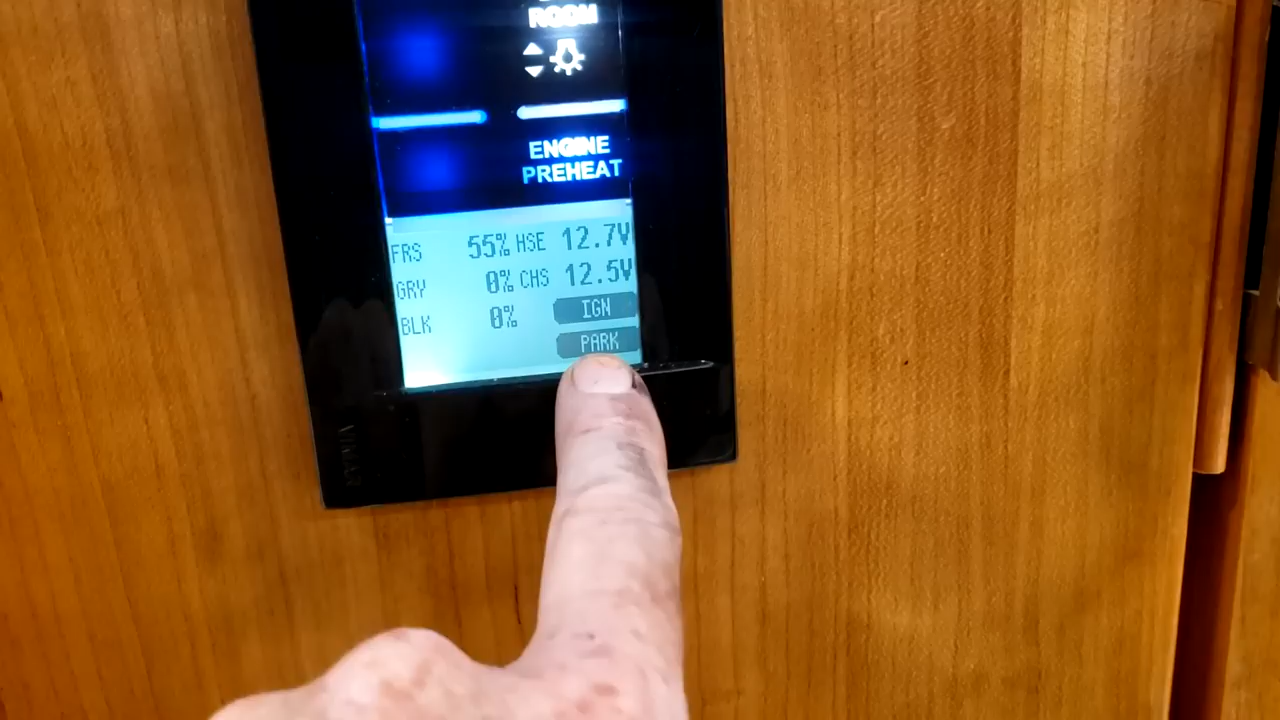 ROOM
ENGINE
PREHEAT
FRS 55% HSE 12.7V
GRY 0% CHS 12.5V
BLK 0% IGN
PARK